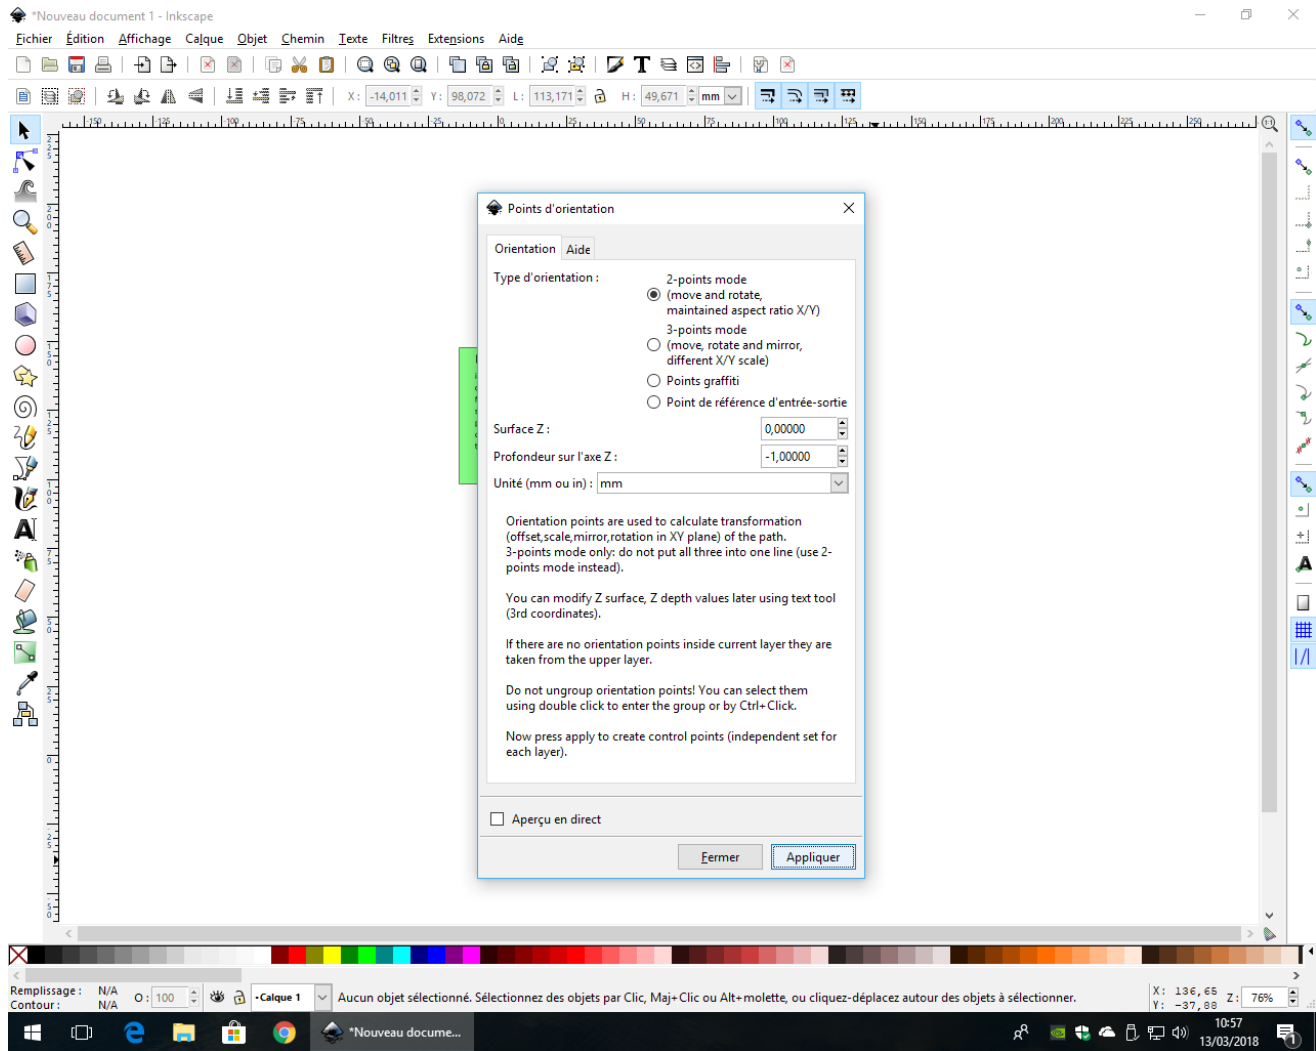 *Nouveau document 1 - Inkscape
Fichier Édition Affichage Calque Objet Chemin Texte Filtres Extensions Aide
X: -14,011 Y: 98,072 L: 113,171 H: 49,671 mm
Points d'orientation
Orientation Aide
Type d'orientation :
2-points mode
(move and rotate,
maintained aspect ratio X/Y)
3-points mode
(move, rotate and mirror,
different X/Y scale)
Points graffiti
Point de référence d'entrée-sortie
Surface Z : 0,00000
Profondeur sur l'axe Z : -1,00000
Unité (mm ou in) : mm
Orientation points are used to calculate transformation
(offset,scale,mirror,rotation in XY plane) of the path.
3-points mode only: do not put all three into one line (use 2-
points mode instead).
You can modify Z surface, Z depth values later using text tool
(3rd coordinates).
If there are no orientation points inside current layer they are
taken from the upper layer.
Do not ungroup orientation points! You can select them
using double click to enter the group or by Ctrl+Click.
Now press apply to create control points (independent set for
each layer).
Aperçu en direct
Fermer Appliquer
Remplissage : N/A
Contour : N/A
O: 100
•Calque 1
Aucun objet sélectionné. Sélectionnez des objets par Clic, Maj+Clic ou Alt+molette, ou cliquez-déplacez autour des objets à sélectionner.
X: 136,65
Y: -37,88
Z: 76%
*Nouveau docume...
10:57
13/03/2018
1